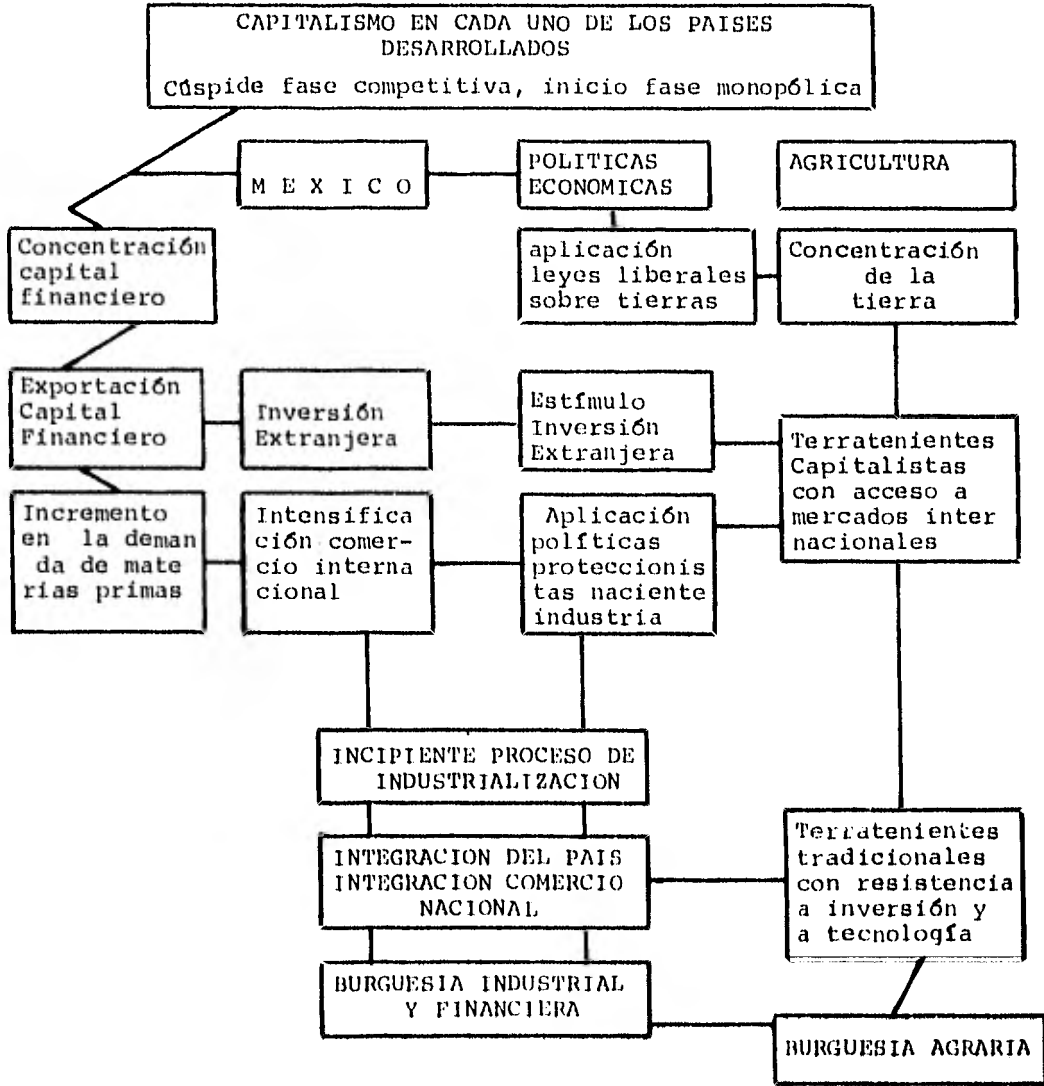 CAPITALISMO EN CADA UNO DE LOS PAISES
DESARROLLADOS
Cúspide fase competitiva, inicio fase monopólica
M E X I C O
POLITICAS
ECONOMICAS
AGRICULTURA
Concentración
capital
financiero
aplicación
leyes liberales
sobre tierras
Concentración
de la
tierra
Exportación
Capital
Financiero
Inversión
Extranjera
Estímulo
Inversión
Extranjera
Terratenientes
Capitalistas
con acceso a
mercados inter
nacionales
Incremento
en la deman
da de mate
rias primas
Intensifica
ción comer-
cio interna
cional
Aplicación
políticas
proteccionis
tas naciente
industria
INCIPIENTE PROCESO DE
INDUSTRIALIZACION
INTEGRACION DEL PAIS
INTEGRACION COMERCIO
NACIONAL
Terratenientes
tradicionales
con resistencia
a inversión y
a tecnología
BURGUESIA INDUSTRIAL
Y FINANCIERA
BURGUESIA AGRARIA